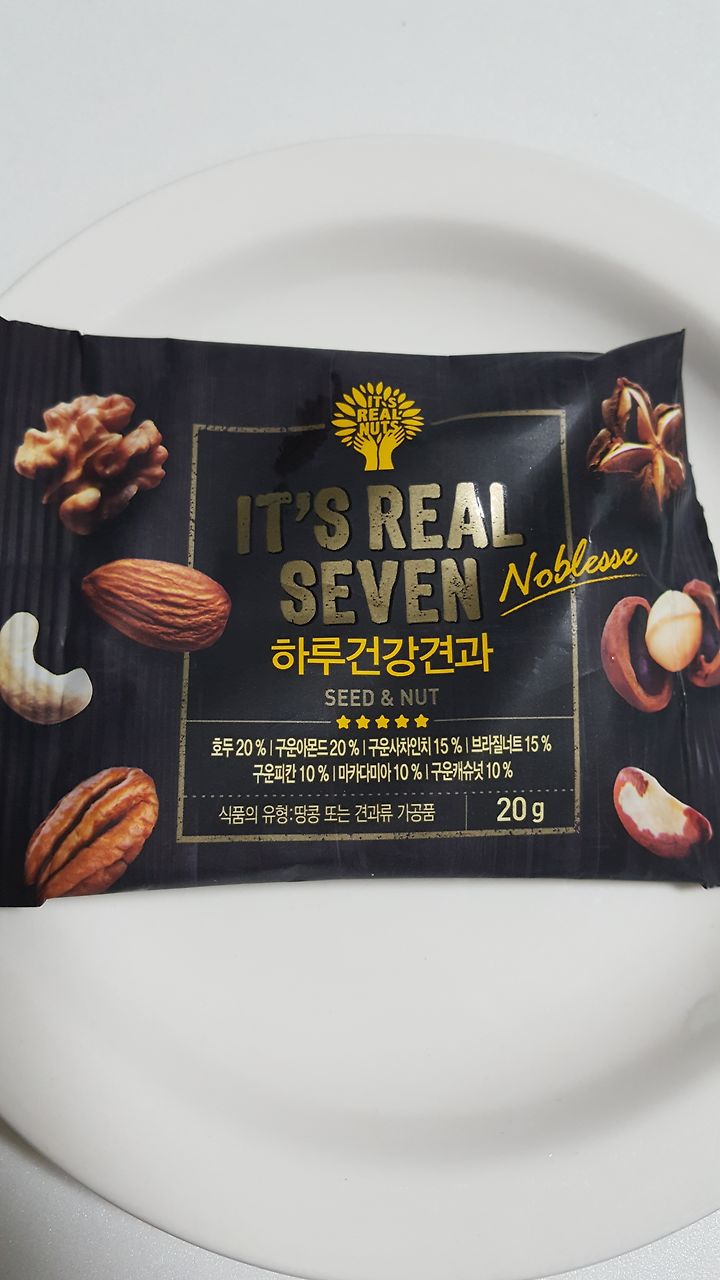 IT'S
REAL
NUTS
IT'S REAL
SEVEN
Noblesse
하루건강견과
SEED & NUT
호두 20 % | 구운아몬드 20 % | 구운사차인치 15 % | 브라질너트 15 %
구운피칸 10 % | 마카다미아 10 % | 구운캐슈넛 10 %
식품의 유형:땅콩 또는 견과류 가공품
20 g